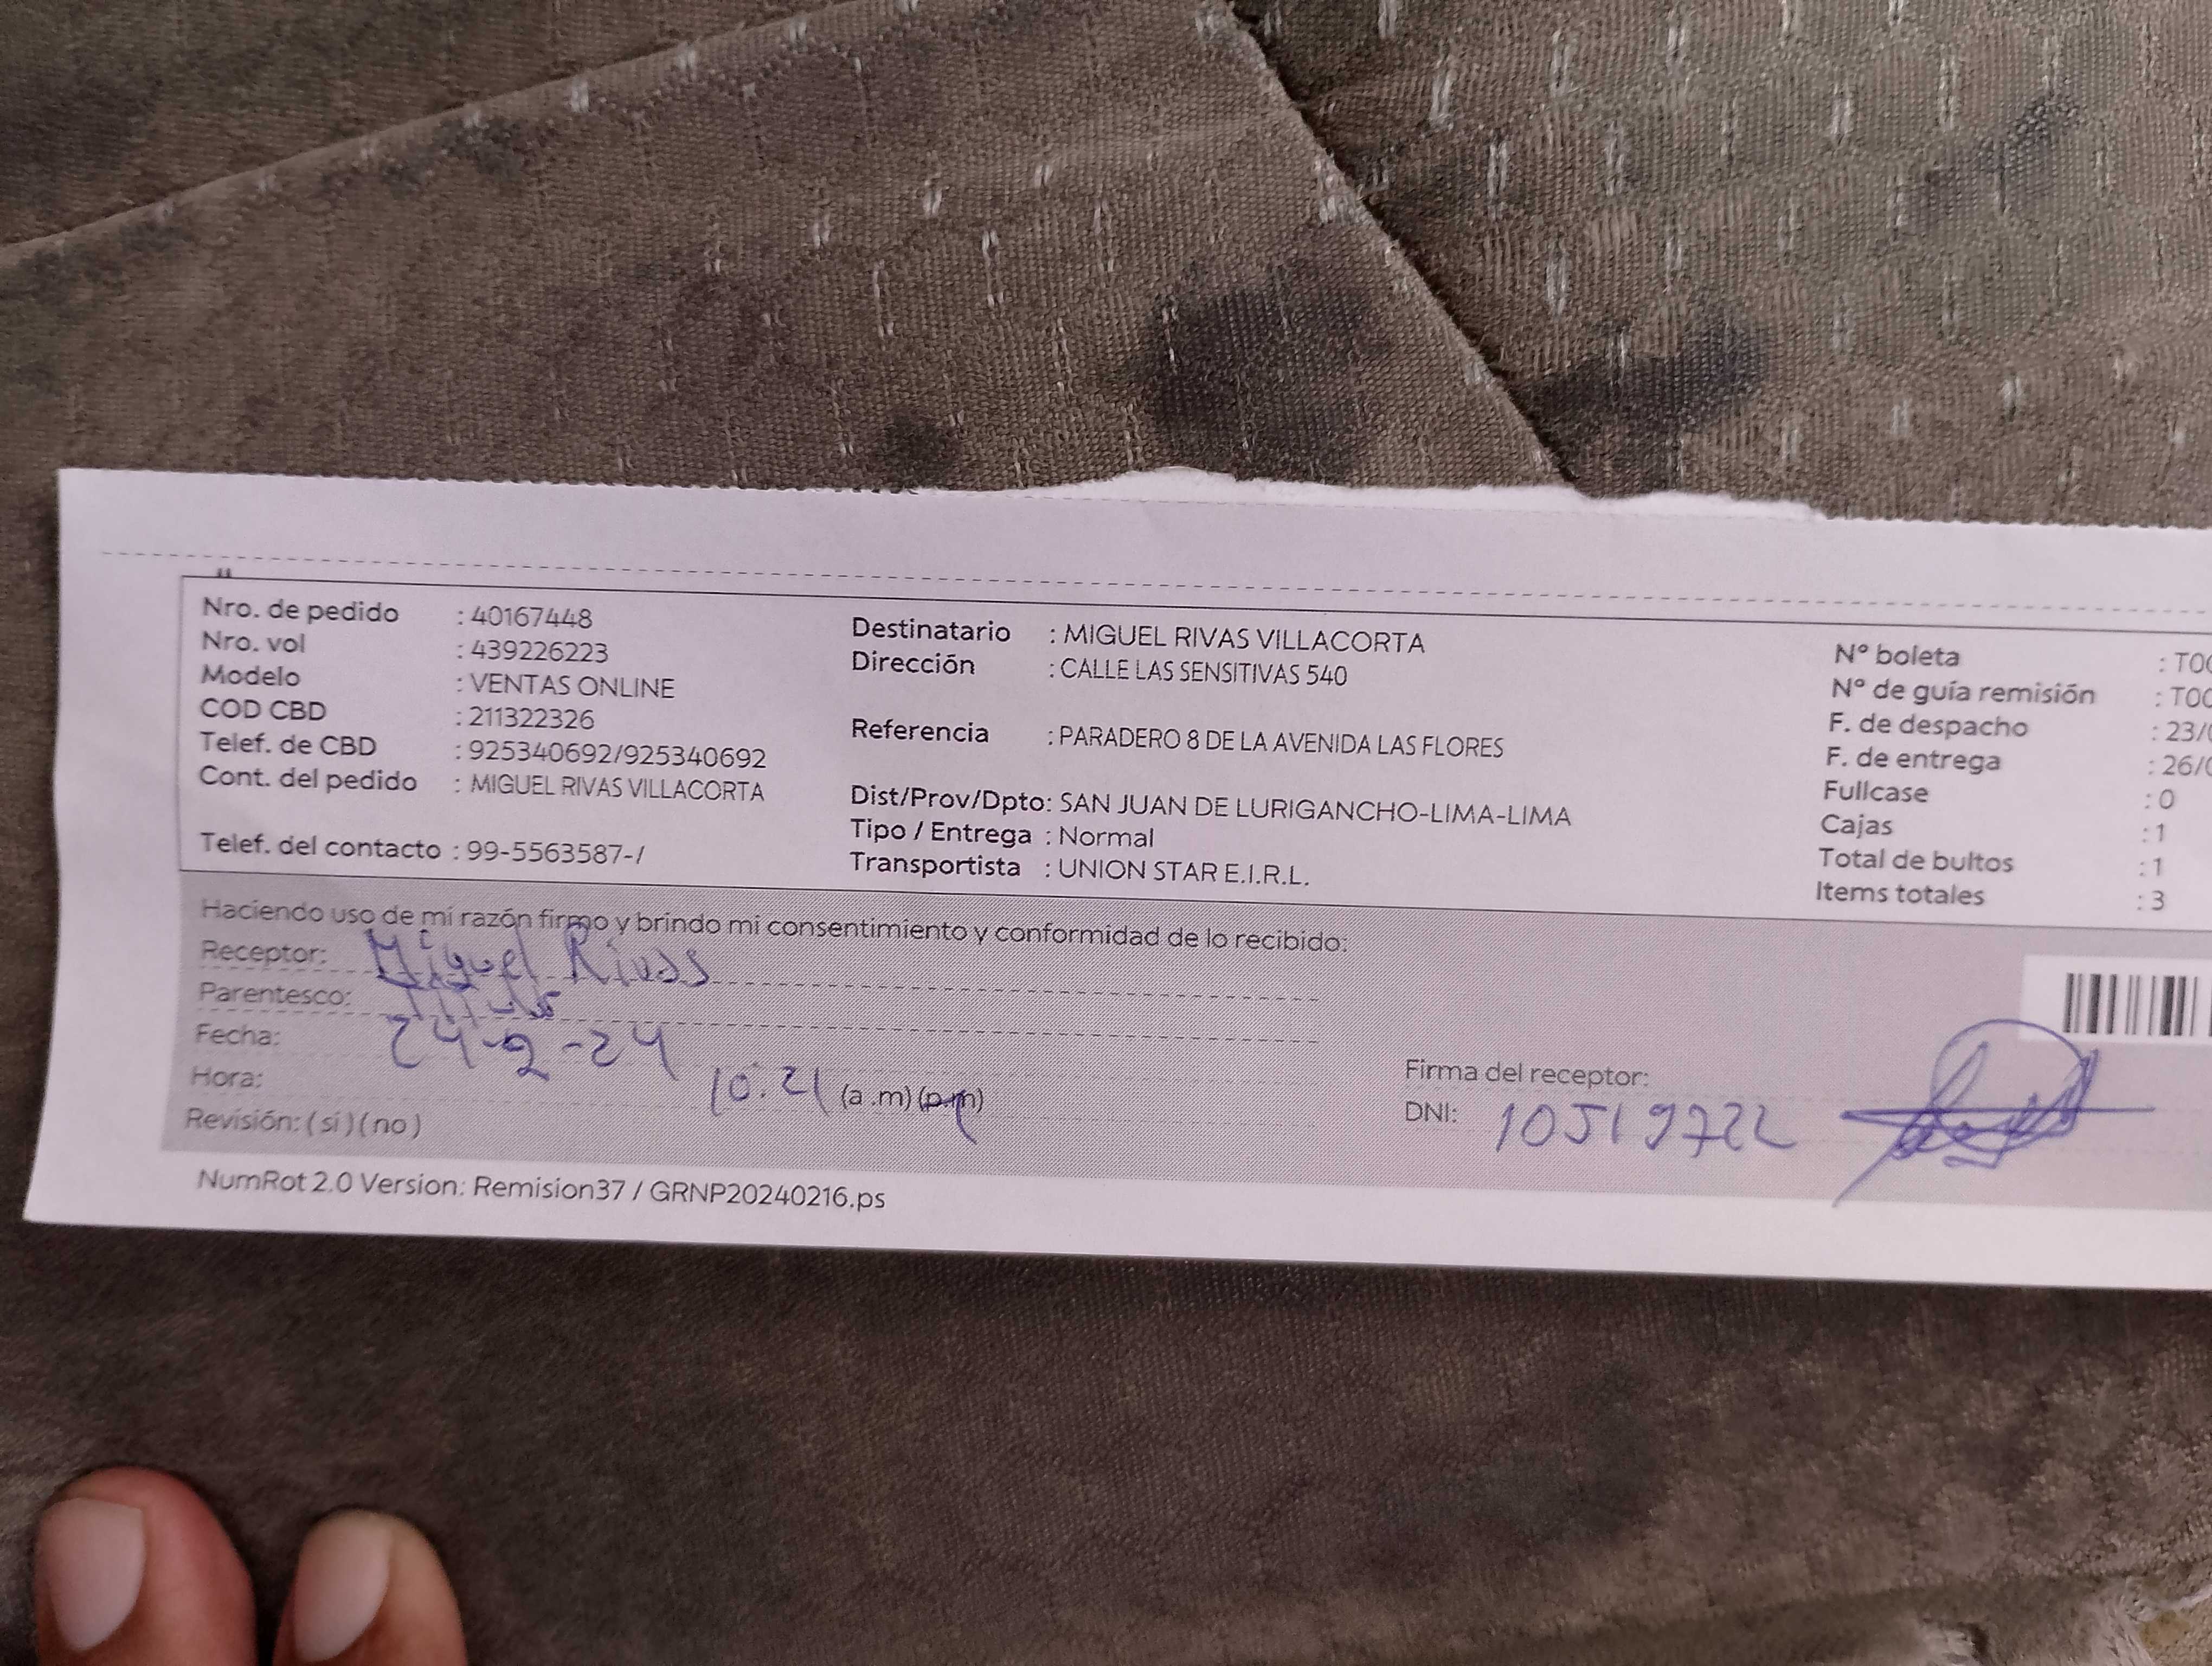 Nro. de pedido : 40167448
Nro. vol : 439226223
Modelo : VENTAS ONLINE
COD CBD : 211322326
Telef. de CBD : 925340692/925340692
Cont. del pedido : MIGUEL RIVAS VILLACORTA
Telef. del contacto : 99-5563587-/
Destinatario : MIGUEL RIVAS VILLACORTA
Dirección : CALLE LAS SENSITIVAS 540
Referencia : PARADERO 8 DE LA AVENIDA LAS FLORES
Dist/Prov/Dpto: SAN JUAN DE LURIGANCHO-LIMA-LIMA
Tipo / Entrega : Normal
Transportista : UNION STAR E.I.R.L.
N° boleta : T00
N° de guía remisión : T00
F. de despacho : 23/0
F. de entrega : 26/0
Fullcase : 0
Cajas : 1
Total de bultos : 1
Items totales : 3
Haciendo uso de mi razón firmo y brindo mi consentimiento y conformidad de lo recibido:
Receptor: Miguel Rivas
Parentesco:
Fecha: 24-2-24
Hora: 10:21 (a .m) (p.m)
Revisión: ( si ) ( no )
Firma del receptor:
DNI: 10519722
NumRot 2.0 Version: Remision37 / GRNP20240216.ps